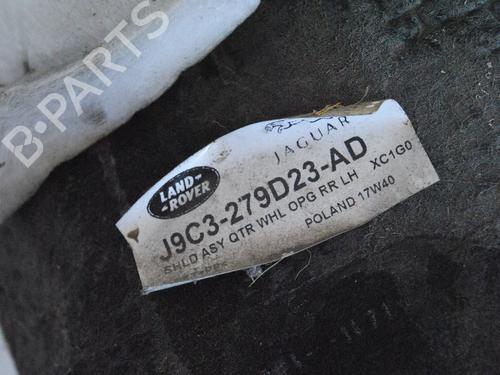 B-PARTS
JAGUAR
LAND-
ROVER
J9C3-279D23-AD
SHLD ASY QTR WHL OPG RR LH XC1G0
POLAND 17W40